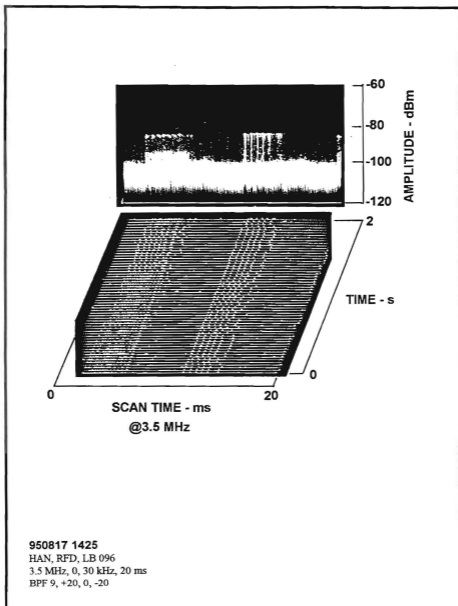 -60
-80
-100
-120
AMPLITUDE - dBm
2
TIME - s
0
0
20
SCAN TIME - ms
@3.5 MHz
950817 1425
HAN, RFD, LB 096
3.5 MHz, 0, 30 kHz, 20 ms
BPF 9, +20, 0, -20